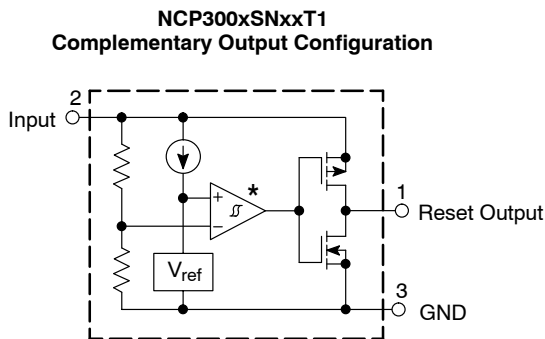 NCP300xSNxxT1
Complementary Output Configuration
2
Input
*
1
+
Reset Output
−
Vref
3
GND